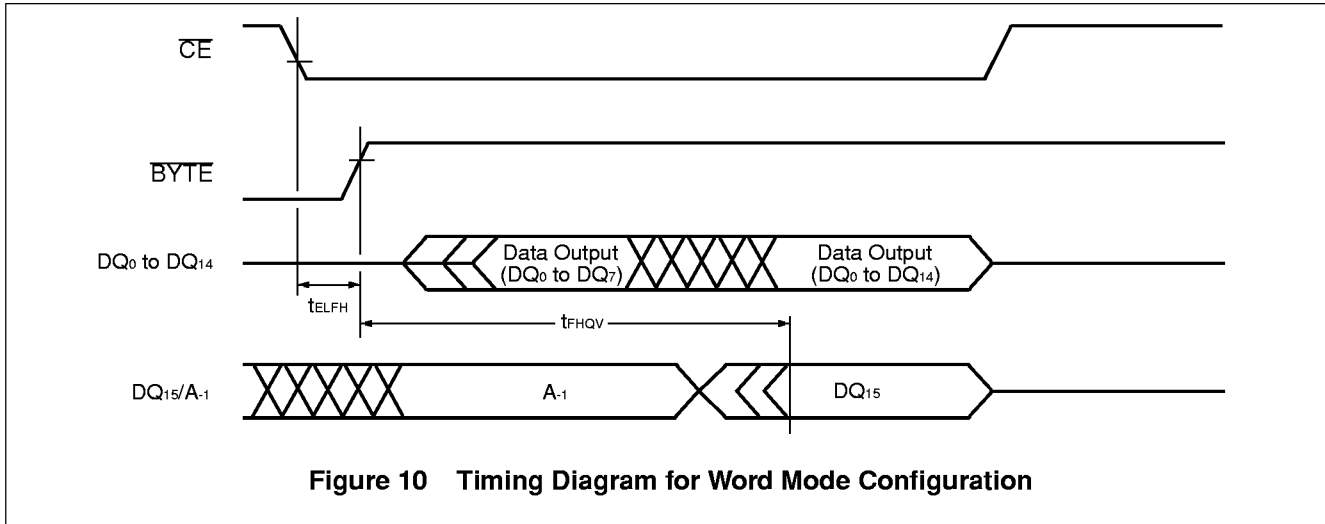 CE
BYTE
DQ0 to DQ14
Data Output
(DQ0 to DQ7)
Data Output
(DQ0 to DQ14)
tELFH
tFHQV
DQ15/A-1
A-1
DQ15
Figure 10 Timing Diagram for Word Mode Configuration